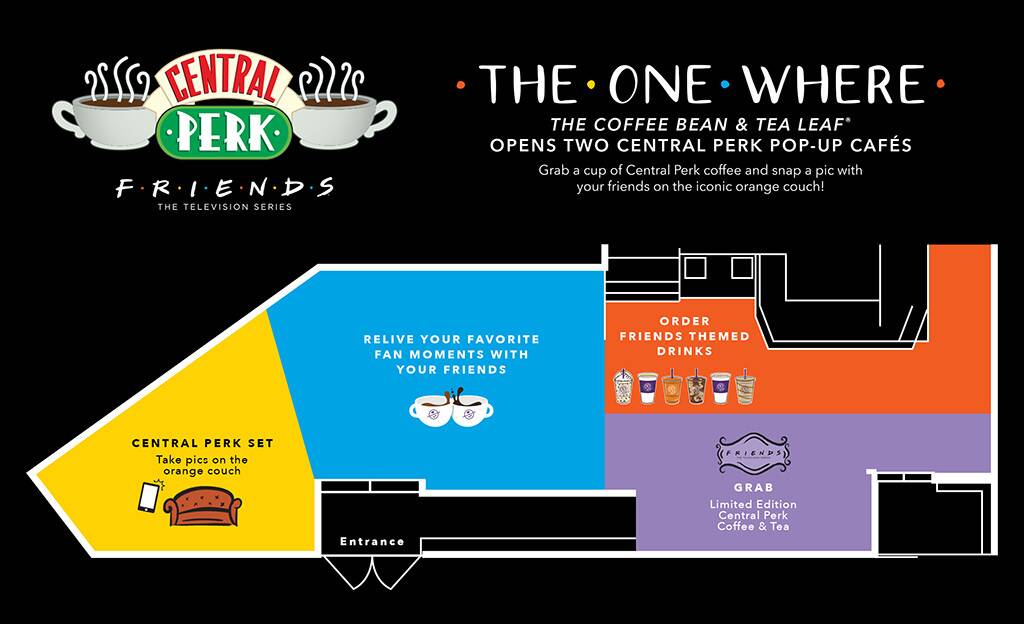 CENTRAL
·PERK·
F·R·I·E·N·D·S
THE TELEVISION SERIES
·THE·ONE·WHERE·
THE COFFEE BEAN & TEA LEAF®
OPENS TWO CENTRAL PERK POP-UP CAFÉS
Grab a cup of Central Perk coffee and snap a pic with
your friends on the iconic orange couch!
CENTRAL PERK SET
Take pics on the
orange couch
RELIVE YOUR FAVORITE
FAN MOMENTS WITH
YOUR FRIENDS
Entrance
ORDER
FRIENDS THEMED
DRINKS
FRIENDS
THE TELEVISION SERIES
GRAB
Limited Edition
Central Perk
Coffee & Tea